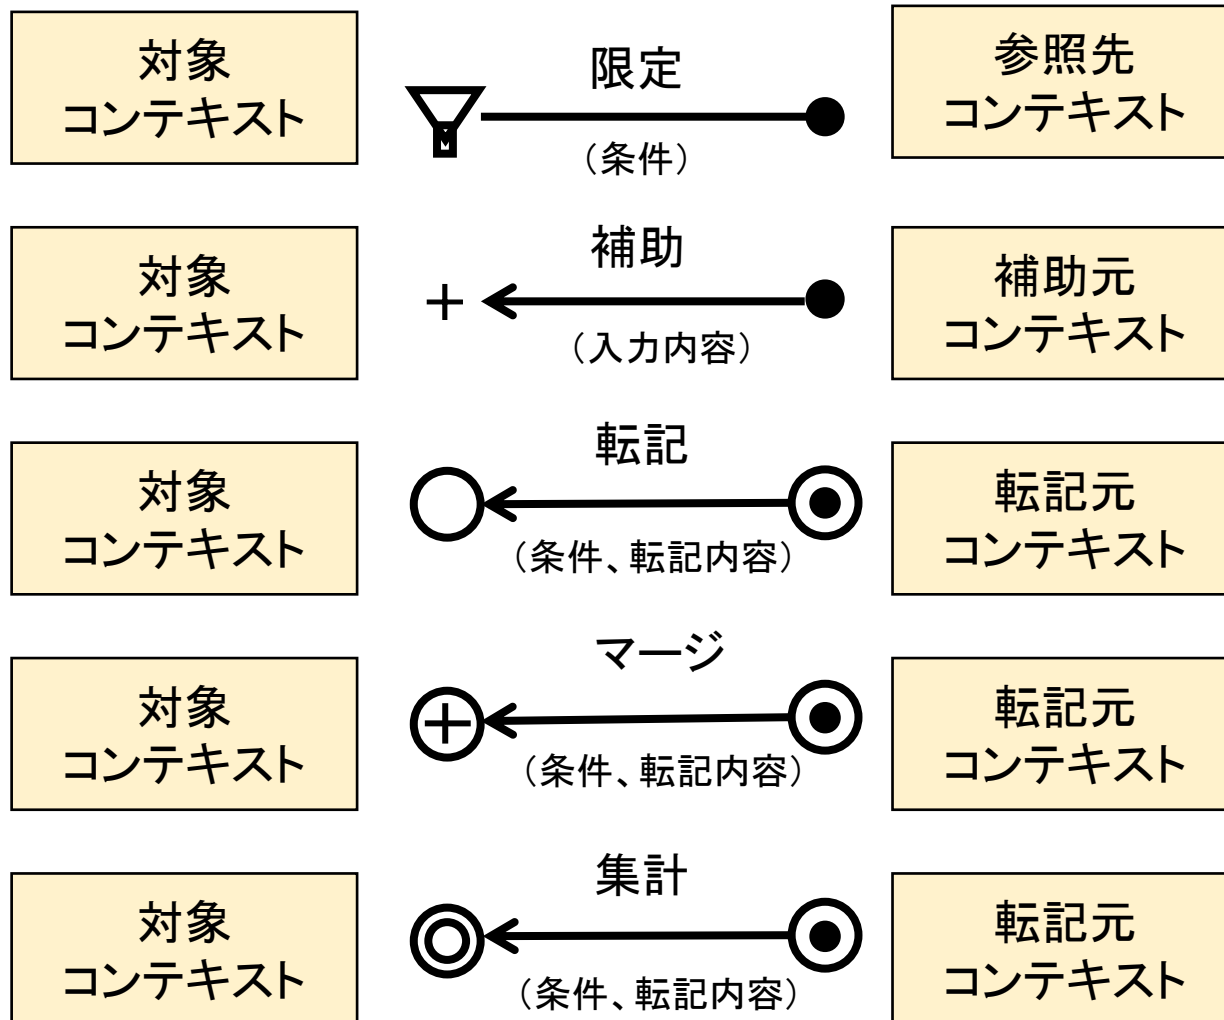 対象
コンテキスト
限定
(条件)
参照先
コンテキスト
対象
コンテキスト
補助
(入力内容)
補助元
コンテキスト
対象
コンテキスト
転記
(条件、転記内容)
転記元
コンテキスト
対象
コンテキスト
マージ
(条件、転記内容)
転記元
コンテキスト
対象
コンテキスト
集計
(条件、転記内容)
転記元
コンテキスト